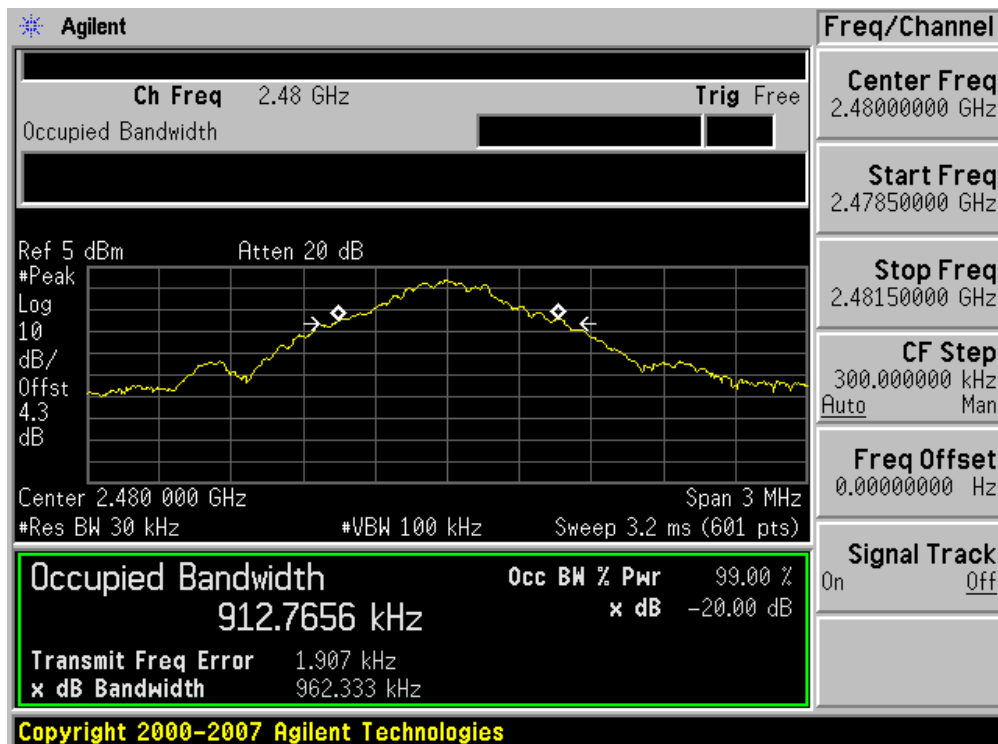 Agilent
Freq/Channel
Ch Freq 2.48 GHz Trig Free
Occupied Bandwidth
Center Freq
2.48000000 GHz
Start Freq
2.47850000 GHz
Stop Freq
2.48150000 GHz
CF Step
300.000000 kHz
Auto Man
Freq Offset
0.00000000 Hz
Signal Track
On Off
Ref 5 dBm Atten 20 dB
#Peak
Log
10
dB/
Offst
4.3
dB
Center 2.480 000 GHz Span 3 MHz
#Res BW 30 kHz #VBW 100 kHz Sweep 3.2 ms (601 pts)
Occupied Bandwidth Occ BW % Pwr 99.00 %
912.7656 kHz x dB -20.00 dB
Transmit Freq Error 1.907 kHz
x dB Bandwidth 962.333 kHz
Copyright 2000-2007 Agilent Technologies